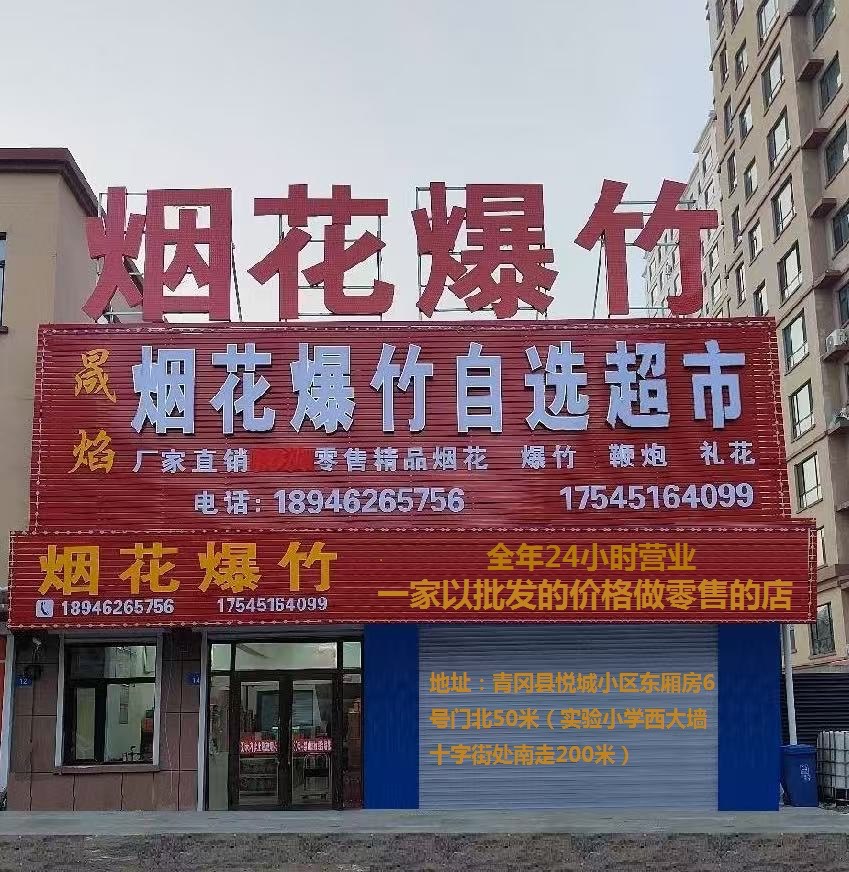 烟花爆竹
晟焰
烟花爆竹自选超市
厂家直销 零售精品烟花 爆竹 鞭炮 礼花
电话:18946265756 17545164099
烟花爆竹
18946265756 17545164099
全年24小时营业
一家以批发的价格做零售的店
地址:青冈县悦城小区东厢房6
号门北50米(实验小学西大墙
十字街处南走200米)